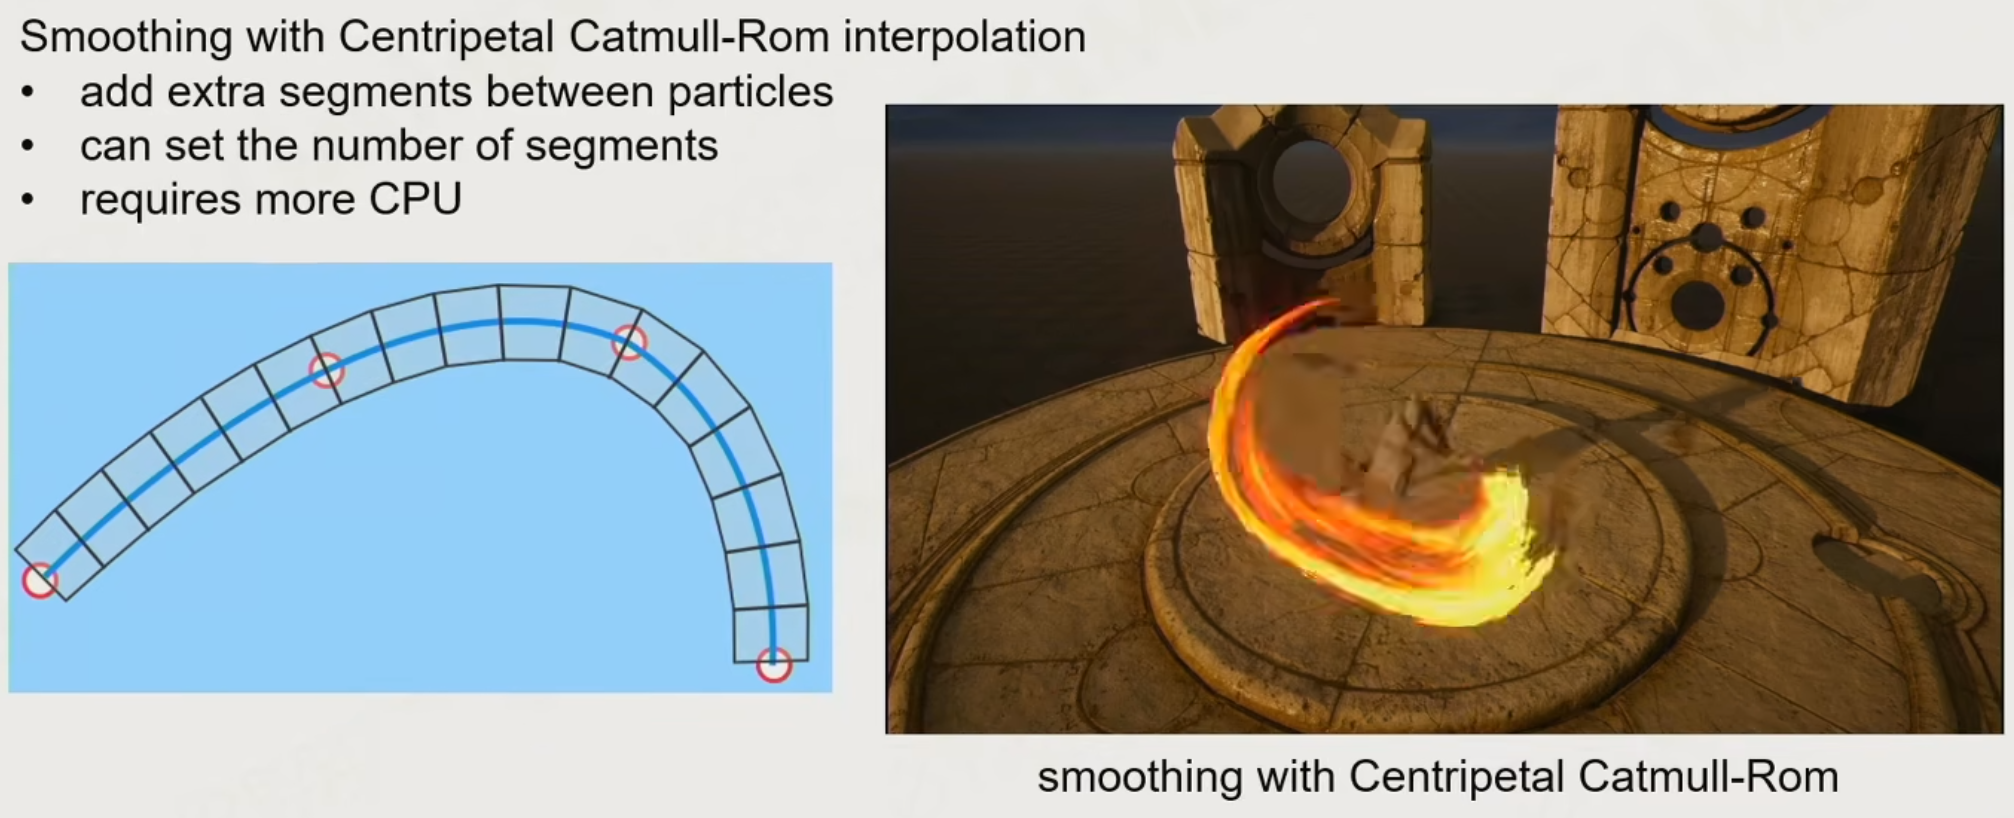 Smoothing with Centripetal Catmull-Rom interpolation
• add extra segments between particles
• can set the number of segments
• requires more CPU
smoothing with Centripetal Catmull-Rom